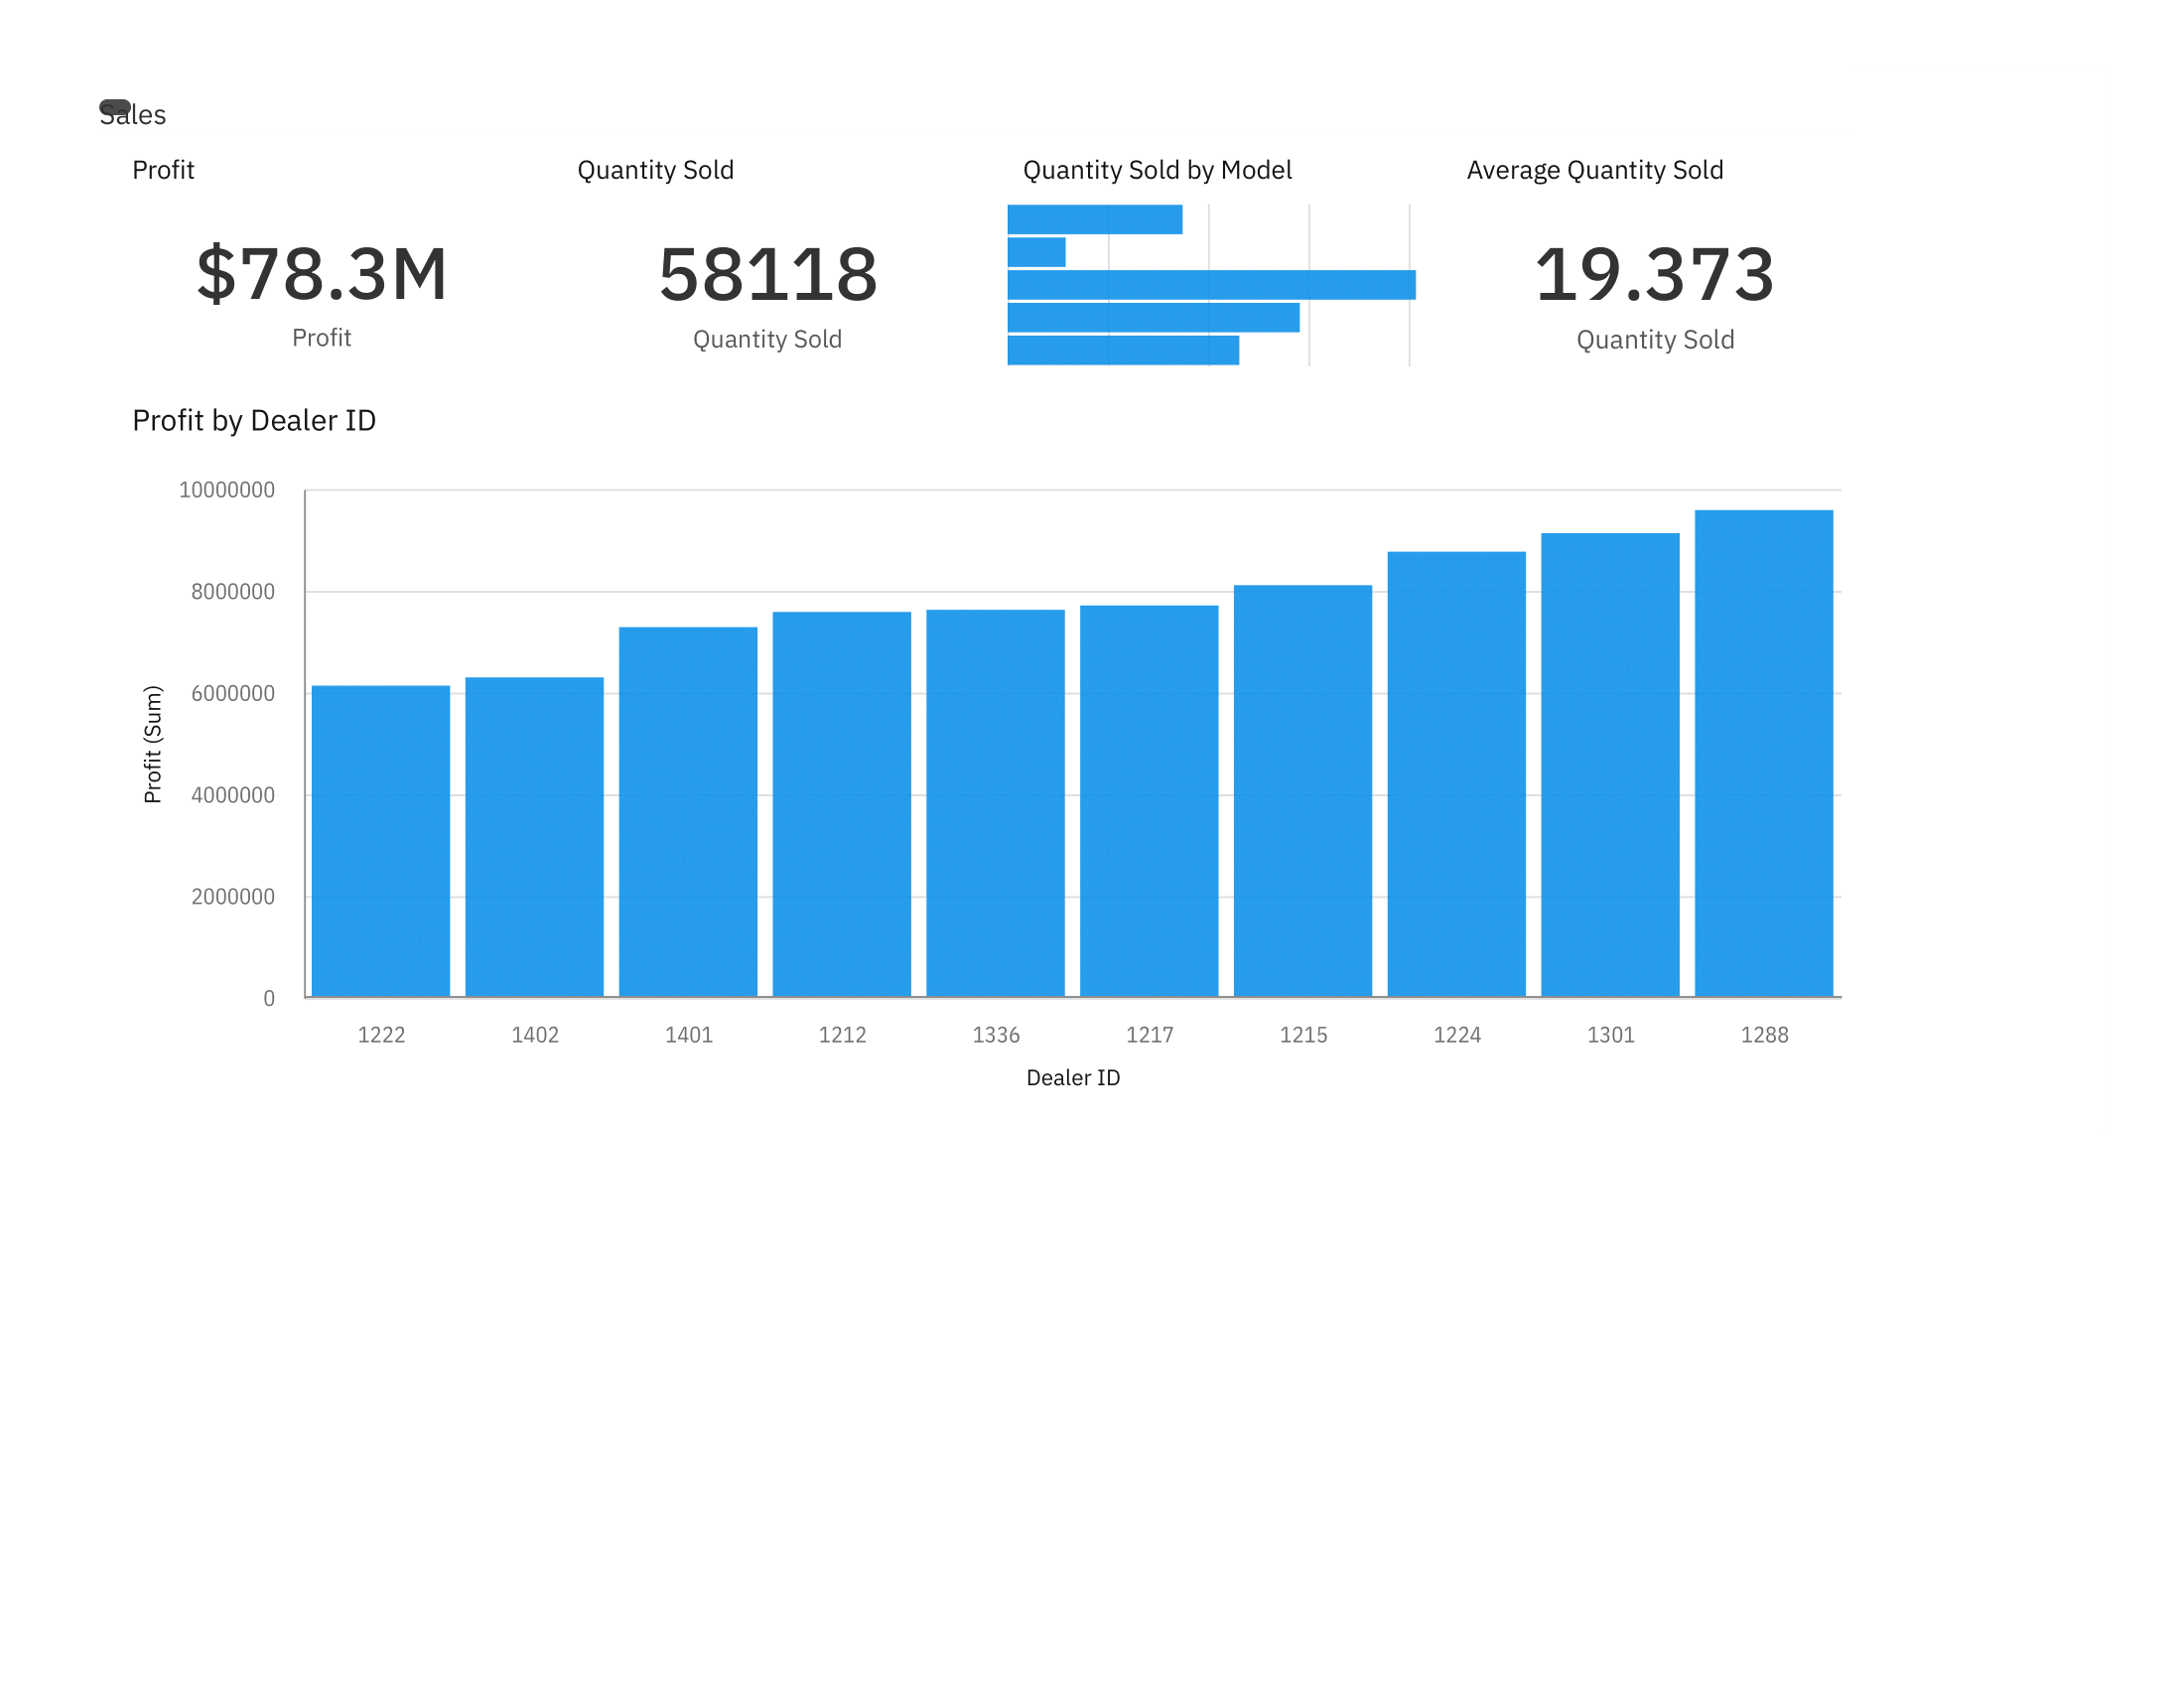 Sales
Profit
Quantity Sold
Quantity Sold by Model
Average Quantity Sold
$78.3M
58118
19.373
Profit
Quantity Sold
Quantity Sold
Profit by Dealer ID
10000000
8000000
6000000
4000000
2000000
0
Profit (Sum)
1222 1402 1401 1212 1336 1217 1215 1224 1301 1288
Dealer ID